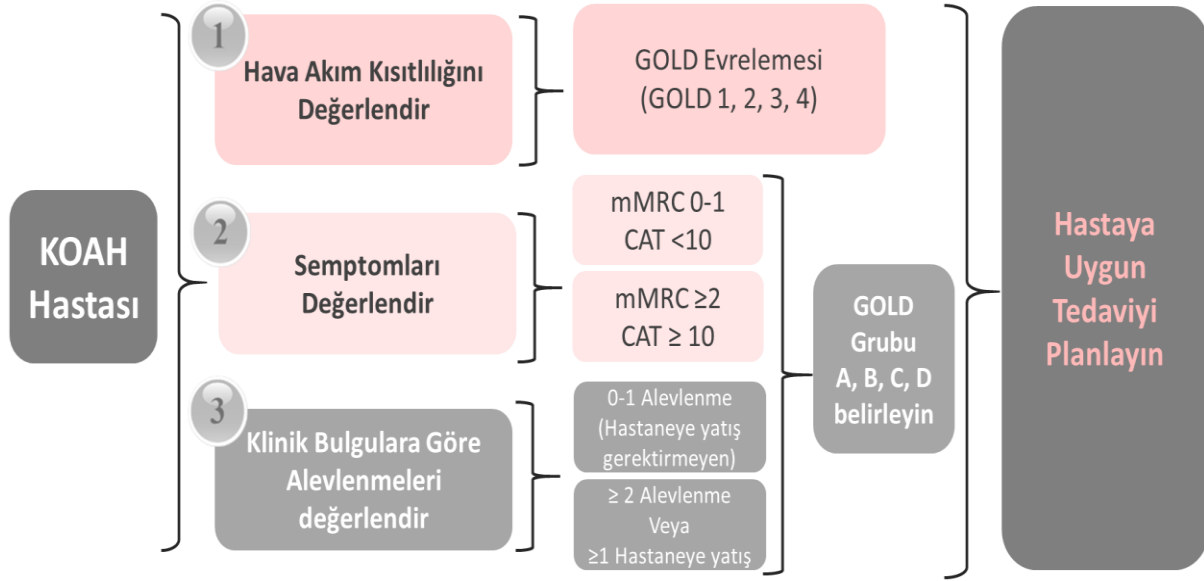 KOAH
Hastası
1
Hava Akım Kısıtlılığını
Değerlendir
GOLD Evrelemesi
(GOLD 1, 2, 3, 4)
2
Semptomları
Değerlendir
mMRC 0-1
CAT <10
mMRC ≥2
CAT ≥ 10
3
Klinik Bulgulara Göre
Alevlenmeleri
değerlendir
0-1 Alevlenme
(Hastaneye yatış
gerektirmeyen)
≥ 2 Alevlenme
Veya
≥1 Hastaneye yatış
GOLD
Grubu
A, B, C, D
belirleyin
Hastaya
Uygun
Tedaviyi
Planlayın